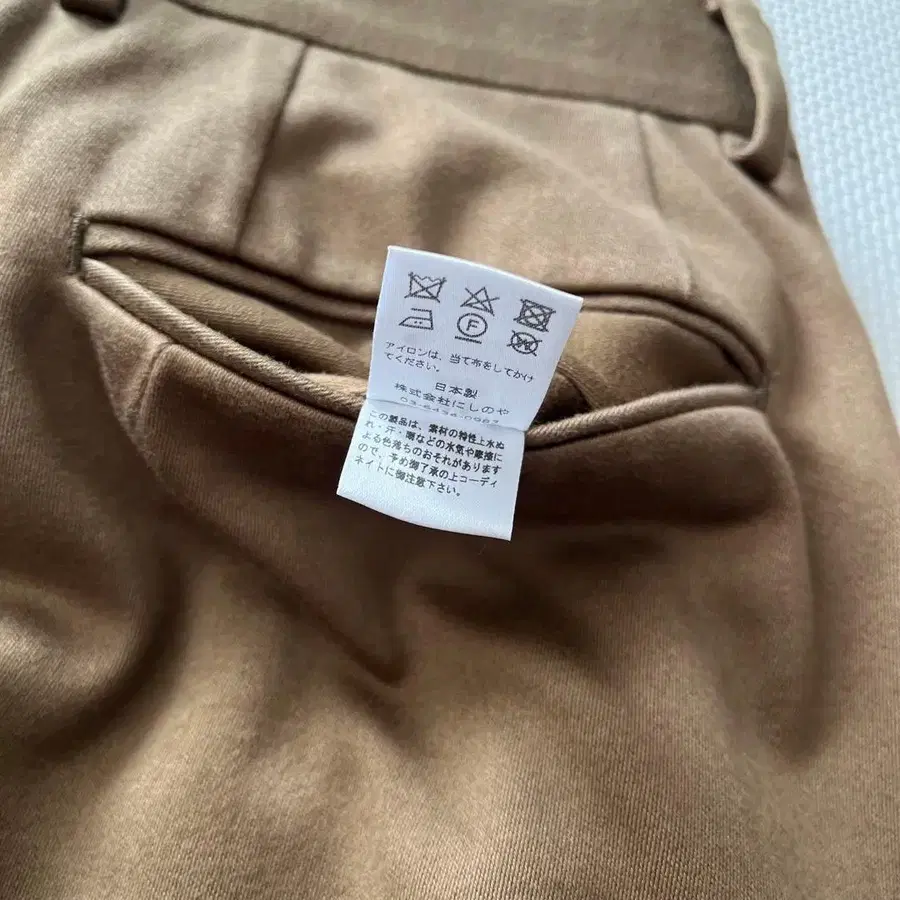 F
W
アイロンは、当て布をしてかけ
てください。
日本製
株式会社にしのや
03-6434-0983
この製品は、素材の特性上水ぬ
れ・汗・雨などの水気や摩擦に
よる色落ちのおそれがあります
ので、予め御了承の上コーディ
ネイトに御注意下さい。